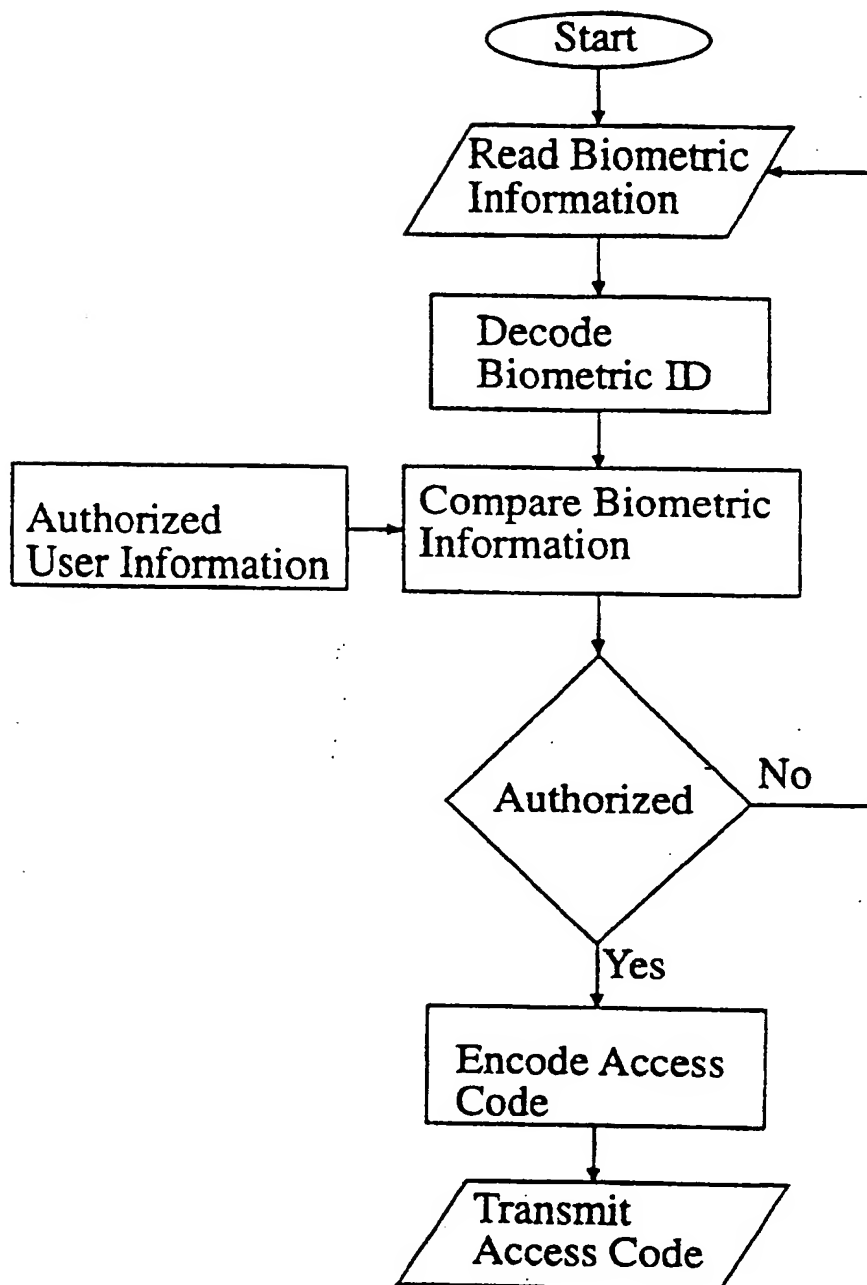 Start
Read Biometric
Information
Decode
Biometric ID
Authorized
User Information
Compare Biometric
Information
Authorized
No
Yes
Encode Access
Code
Transmit
Access Code